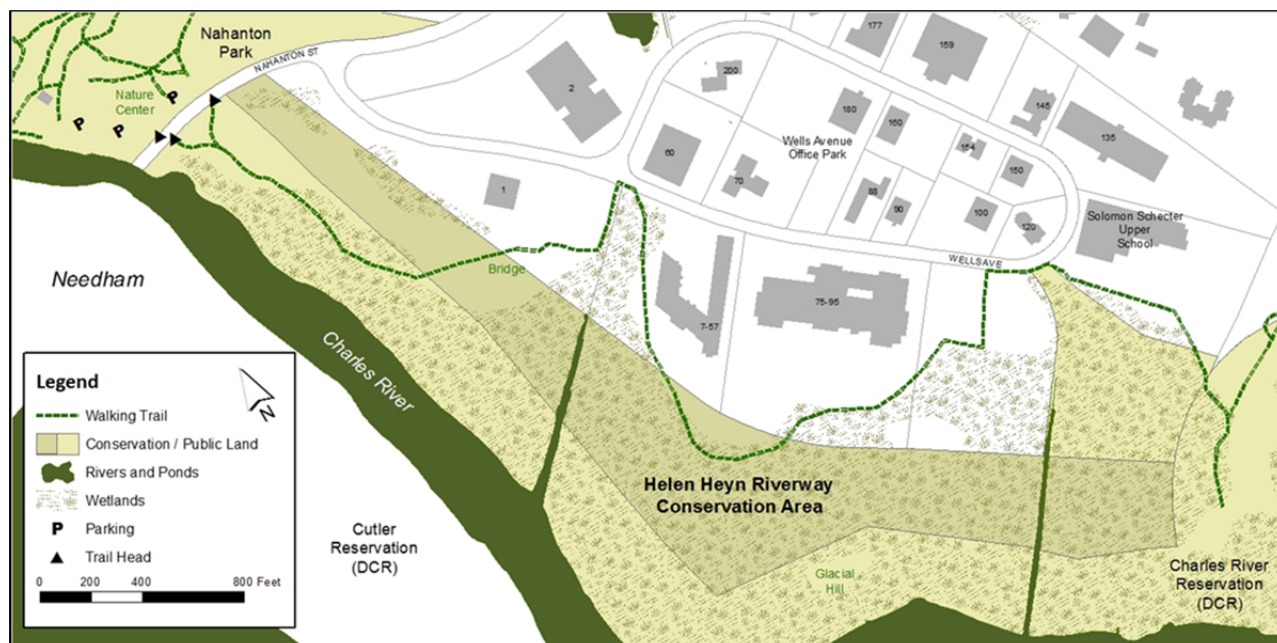 Nahanton
Park
NAHANTON ST
Nature
Center
P
P
P
2
177
159
200
180
160
145
135
Wells Avenue
Office Park
60
70
164
150
88
90
100
120
1
Solomon Schecter
Upper
School
WELLSAVE
Bridge
7-57
75-95
Needham
Charles River
Helen Heyn Riverway
Conservation Area
Cutler
Reservation
(DCR)
Glacial
Hill
Charles River
Reservation
(DCR)
Legend
N
Walking Trail
Conservation / Public Land
Rivers and Ponds
Wetlands
P Parking
Trail Head
0 200 400 800 Feet